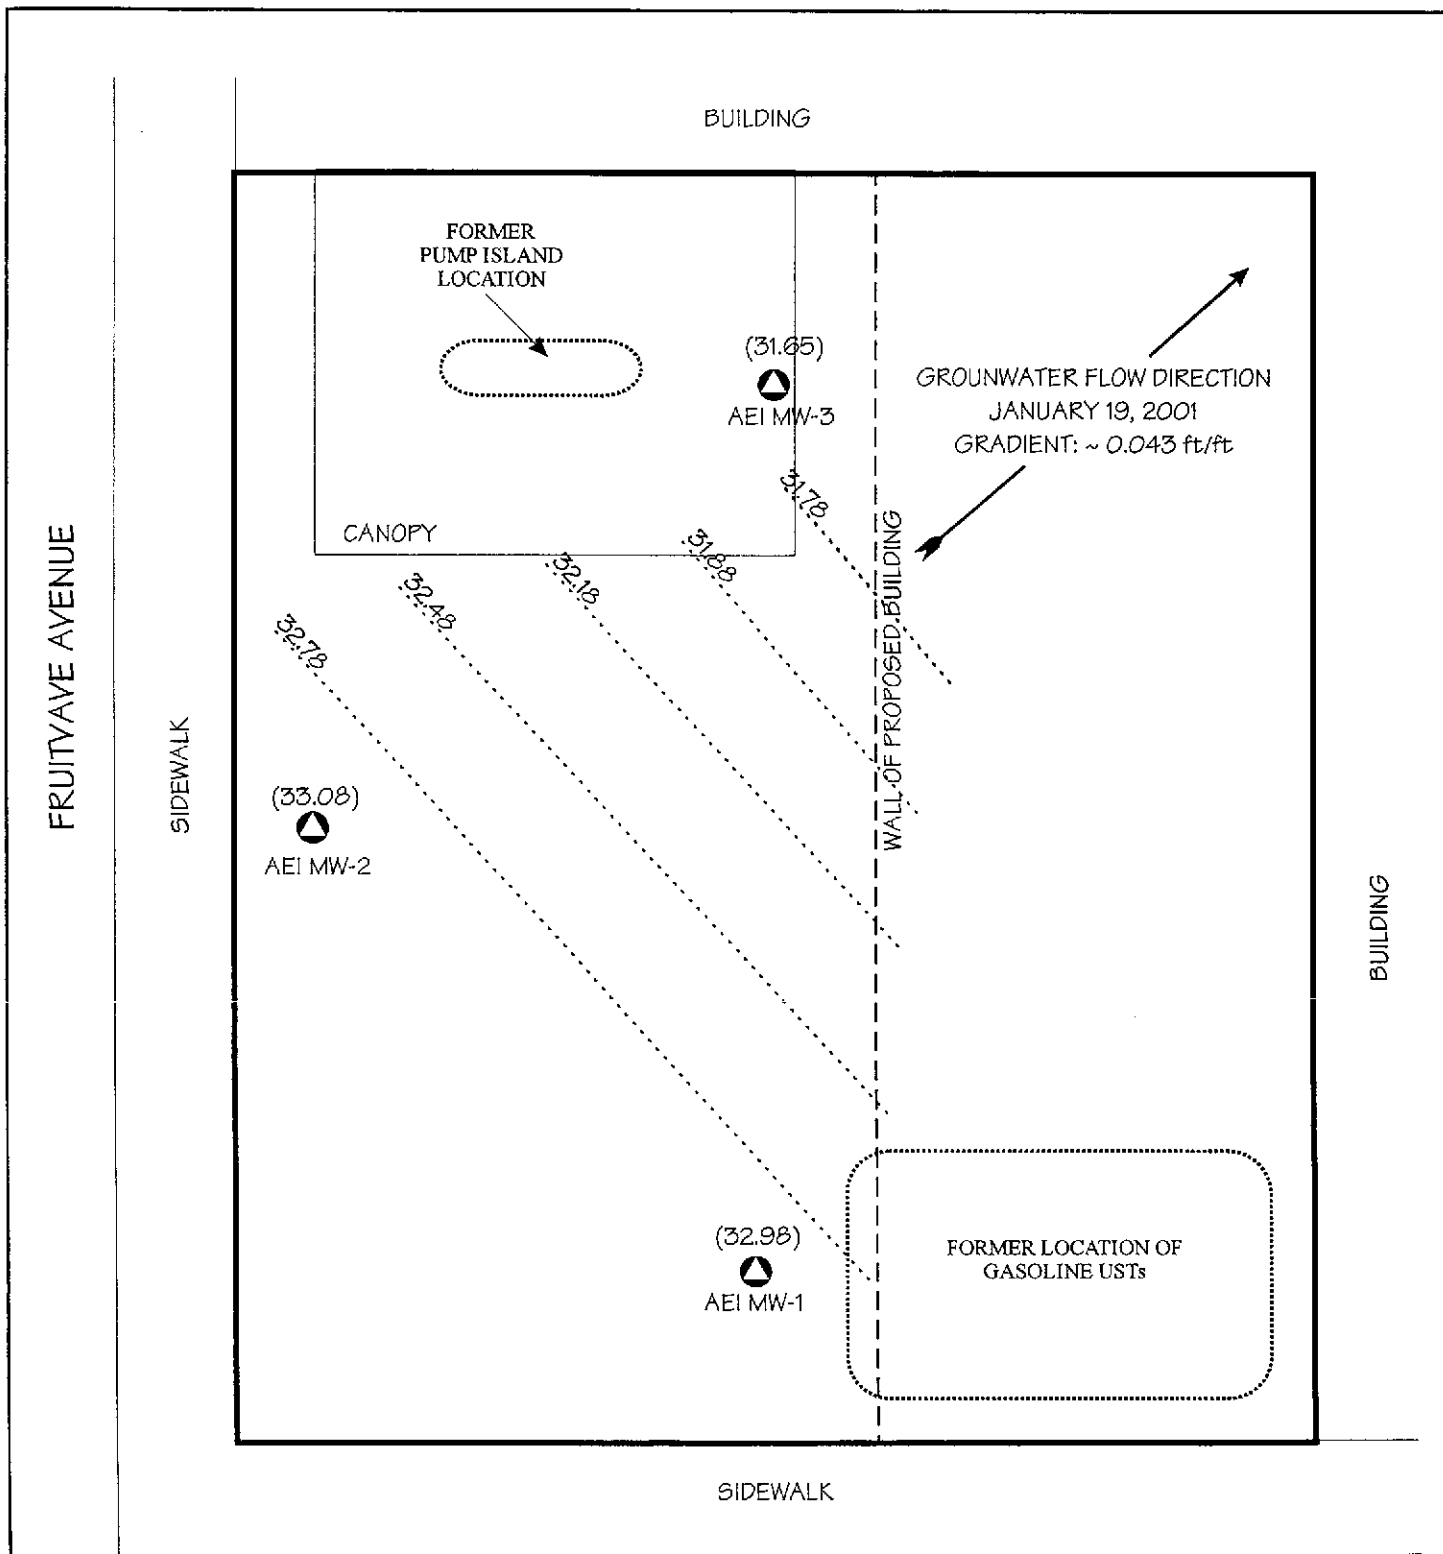 BUILDING
FORMER
PUMP ISLAND
LOCATION
(31.65)
AEI MW-3
GROUNWATER FLOW DIRECTION
JANUARY 19, 2001
GRADIENT: ~ 0.043 ft/ft
CANOPY
31.78
31.88
32.18
32.48
32.78
WALL OF PROPOSED BUILDING
FRUITVAVE AVENUE
SIDEWALK
(33.08)
AEI MW-2
BUILDING
(32.98)
AEI MW-1
FORMER LOCATION OF
GASOLINE USTs
SIDEWALK